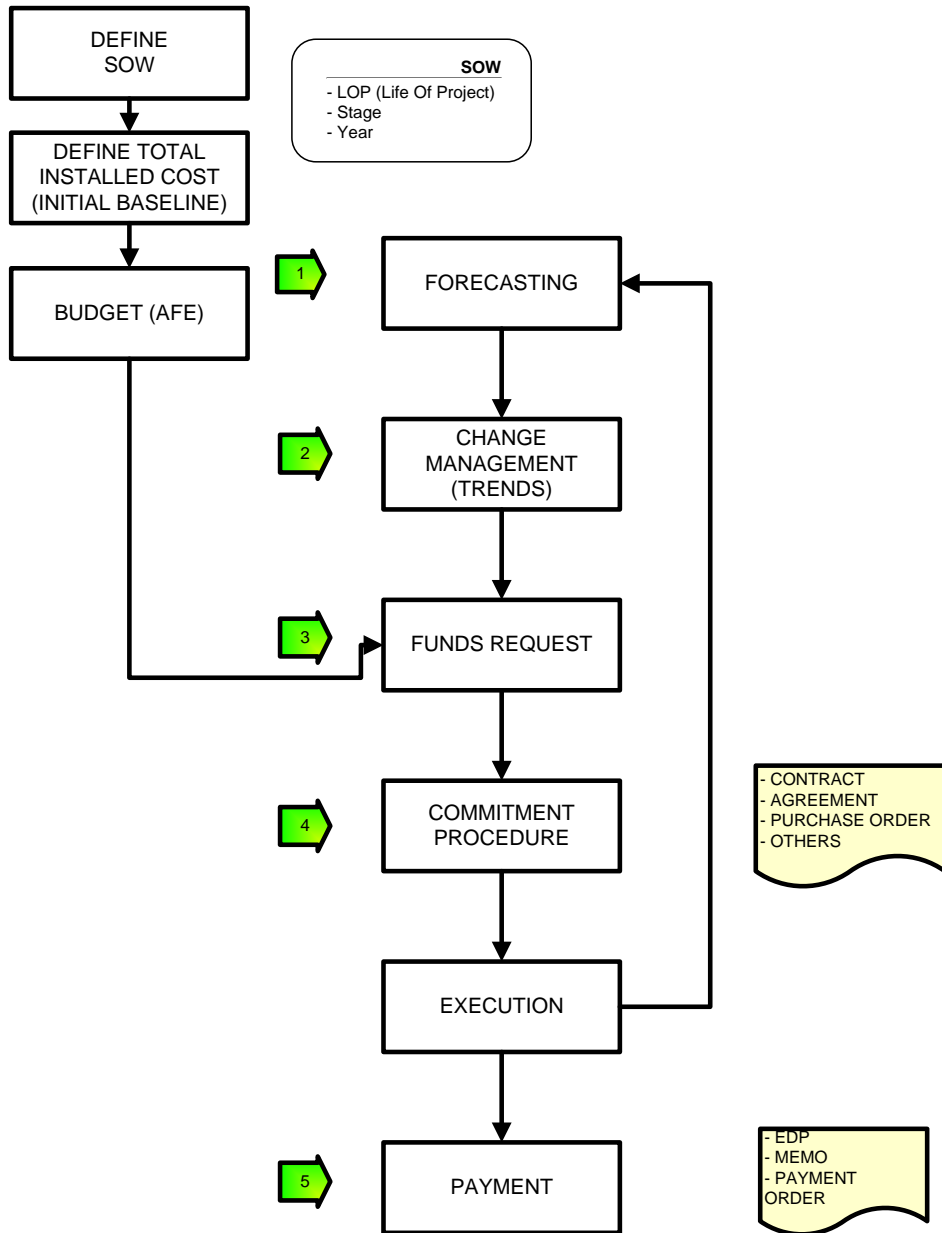 DEFINE
SOW
SOW
- LOP (Life Of Project)
- Stage
- Year
DEFINE TOTAL
INSTALLED COST
(INITIAL BASELINE)
BUDGET (AFE)
1
FORECASTING
2
CHANGE
MANAGEMENT
(TRENDS)
3
FUNDS REQUEST
4
COMMITMENT
PROCEDURE
- CONTRACT
- AGREEMENT
- PURCHASE ORDER
- OTHERS
EXECUTION
5
PAYMENT
- EDP
- MEMO
- PAYMENT
ORDER